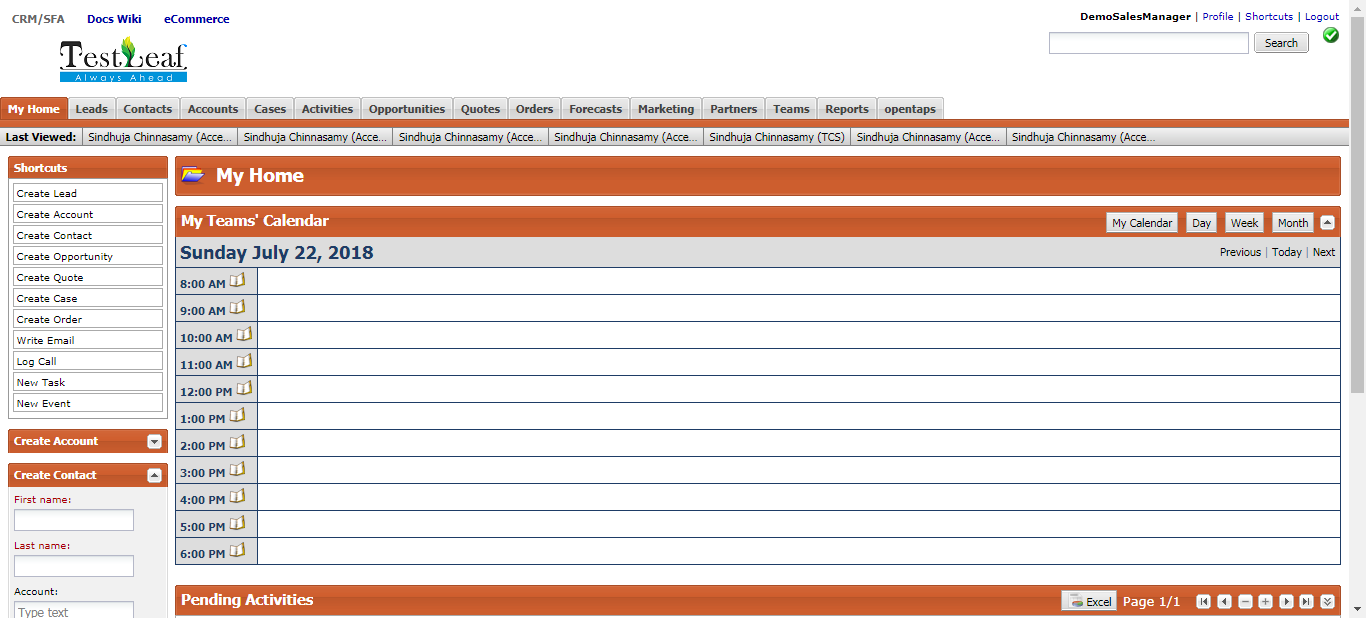 CRM/SFA Docs Wiki eCommerce
DemoSalesManager | Profile | Shortcuts | Logout
Search
TestLeaf
Always Ahead
My Home Leads Contacts Accounts Cases Activities Opportunities Quotes Orders Forecasts Marketing Partners Teams Reports opentaps
Last Viewed: Sindhuja Chinnasamy (Acce... Sindhuja Chinnasamy (Acce... Sindhuja Chinnasamy (Acce... Sindhuja Chinnasamy (Acce... Sindhuja Chinnasamy (TCS) Sindhuja Chinnasamy (Acce... Sindhuja Chinnasamy (Acce...
Shortcuts
Create Lead
Create Account
Create Contact
Create Opportunity
Create Quote
Create Case
Create Order
Write Email
Log Call
New Task
New Event
Create Account
Create Contact
First name:
Last name:
Account:
Type text
My Home
My Teams' Calendar My Calendar Day Week Month
Sunday July 22, 2018 Previous | Today | Next
8:00 AM
9:00 AM
10:00 AM
11:00 AM
12:00 PM
1:00 PM
2:00 PM
3:00 PM
4:00 PM
5:00 PM
6:00 PM
Pending Activities Excel Page 1/1